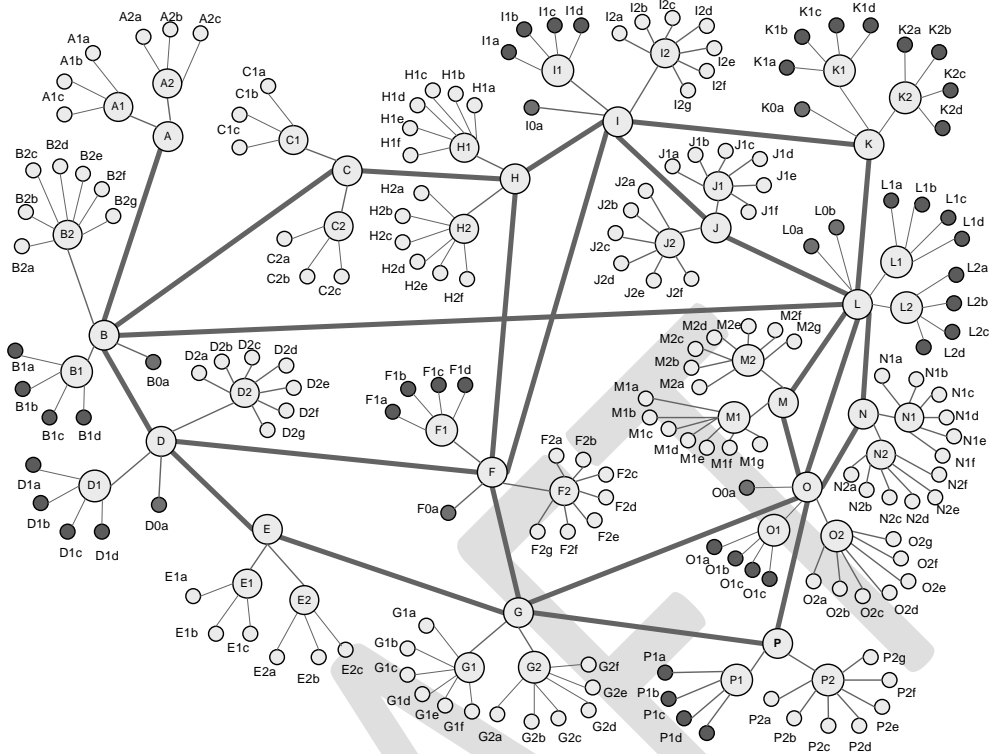 A2a
A2b
A2c
A1a
A1b
A1c
A1
A2
A
B2a
B2b
B2c
B2d
B2e
B2f
B2g
B2
B
B1a
B1b
B1c
B1d
B1
B0a
C1a
C1b
C1c
C1
C
C2
C2a
C2b
C2c
D2a
D2b
D2c
D2d
D2e
D2f
D2g
D2
D
D1a
D1b
D1c
D1d
D1
D0a
E
E1a
E1b
E1c
E1
E2
E2a
E2b
E2c
F1a
F1b
F1c
F1d
F1
F
F0a
F2
F2a
F2b
F2c
F2d
F2e
F2f
F2g
G
G1a
G1b
G1c
G1d
G1e
G1f
G1
G2
G2a
G2b
G2c
G2d
G2e
G2f
H1a
H1b
H1c
H1d
H1e
H1f
H1
H
H2a
H2b
H2c
H2d
H2e
H2f
H2
I1a
I1b
I1c
I1d
I1
I0a
I
I2
I2a
I2b
I2c
I2d
I2e
I2f
I2g
J1a
J1b
J1c
J1d
J1e
J1f
J1
J
J2
J2a
J2b
J2c
J2d
J2e
J2f
K1a
K1b
K1c
K1d
K1
K0a
K
K2
K2a
K2b
K2c
K2d
L0a
L0b
L1a
L1b
L1c
L1d
L1
L
L2
L2a
L2b
L2c
L2d
M2a
M2b
M2c
M2d
M2e
M2f
M2g
M2
M
M1
M1a
M1b
M1c
M1d
M1e
M1f
M1g
N1a
N1b
N1c
N1d
N1e
N1f
N1
N
N2
N2a
N2b
N2c
N2d
N2e
N2f
O0a
O
O1
O1a
O1b
O1c
O1c
O2
O2a
O2b
O2c
O2d
O2e
O2f
O2g
P
P1a
P1b
P1c
P1d
P1
P2
P2a
P2b
P2c
P2d
P2e
P2f
P2g